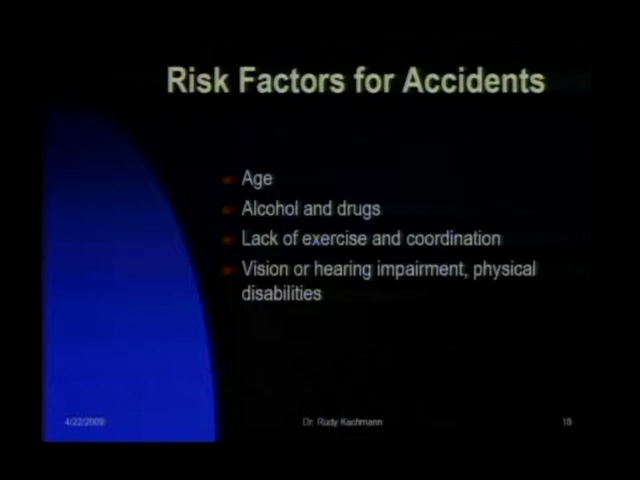 Risk Factors for Accidents
Age
Alcohol and drugs
Lack of exercise and coordination
Vision or hearing impairment, physical
disabilities
4/22/2009
Dr. Rudy Kachmann
18